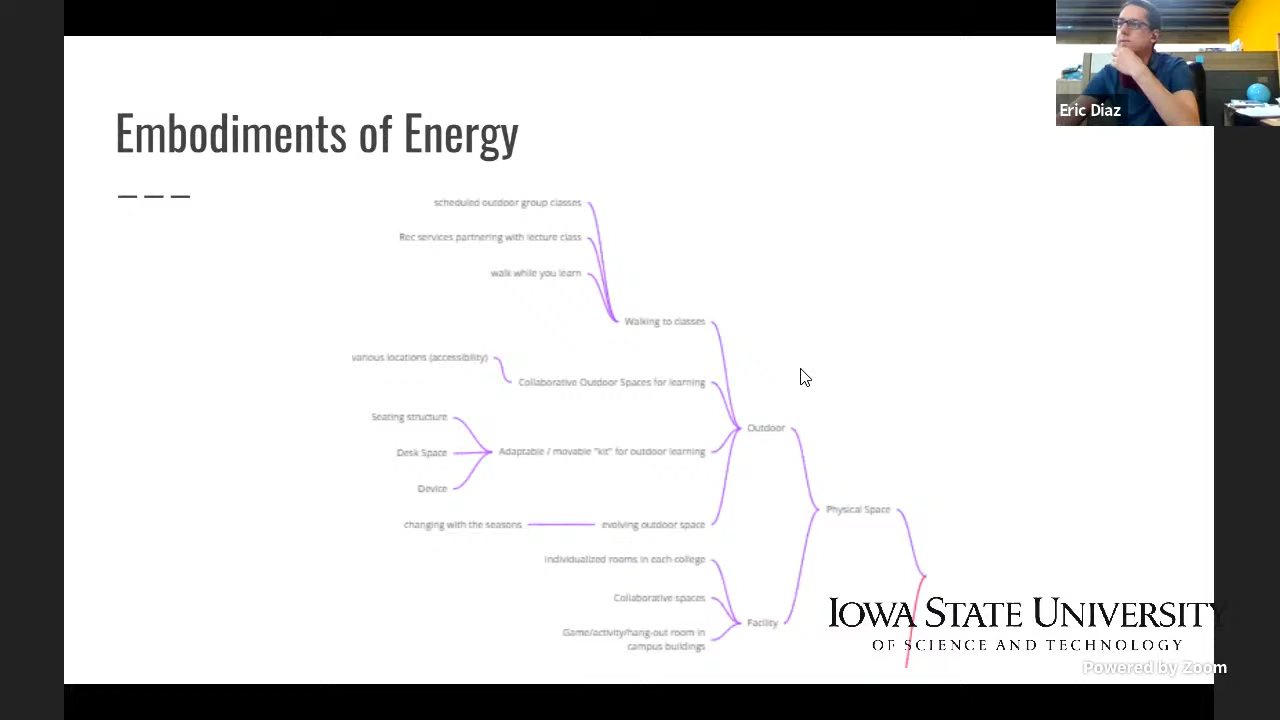 Eric Diaz
Embodiments of Energy
scheduled outdoor group classes
Rec services partnering with lecture class
walk while you learn
Walking to classes
various locations (accessibility)
Collaborative Outdoor Spaces for learning
Seating structure
Outdoor
Desk Space
Adaptable / movable "kit" for outdoor learning
Device
Physical Space
changing with the seasons
evolving outdoor space
Individualized rooms in each college
Collaborative spaces
Facility
Game/activity/hang-out room in
campus buildings
IOWA STATE UNIVERSITY
OF SCIENCE AND TECHNOLOGY
Powered by Zoom